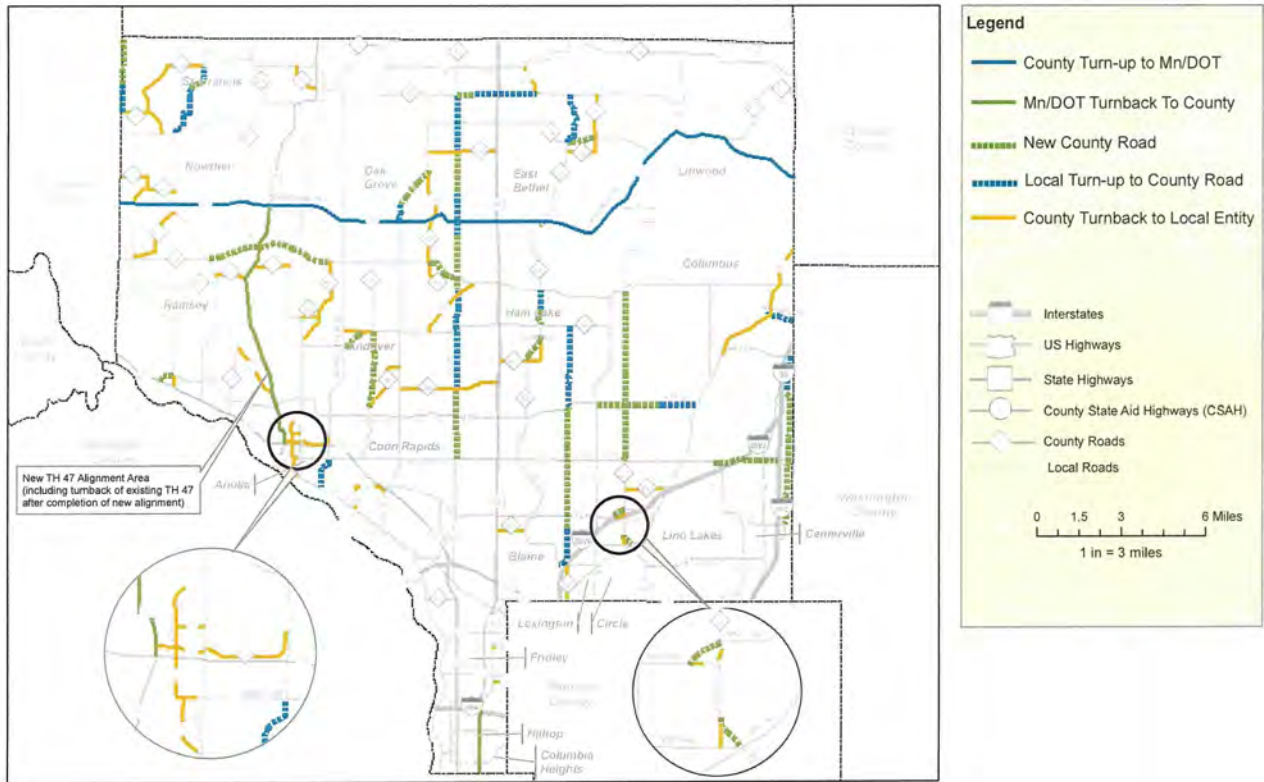 St. Francis
Nowthen
Oak
Grove
East
Bethel
Linwood
Columbus
Ramsey
Ham Lake
Andover
Coon Rapids
New TH 47 Alignment Area
(including turnback of existing TH 47
after completion of new alignment)
Anoka
Washington
County
Lino Lakes
Centerville
Blaine
Lexington
Circle
Fridley
Hilltop
Columbia
Heights
Legend
County Turn-up to Mn/DOT
Mn/DOT Turnback To County
New County Road
Local Turn-up to County Road
County Turnback to Local Entity
Interstates
US Highways
State Highways
County State Aid Highways (CSAH)
County Roads
Local Roads
0 1.5 3 6 Miles
1 in = 3 miles